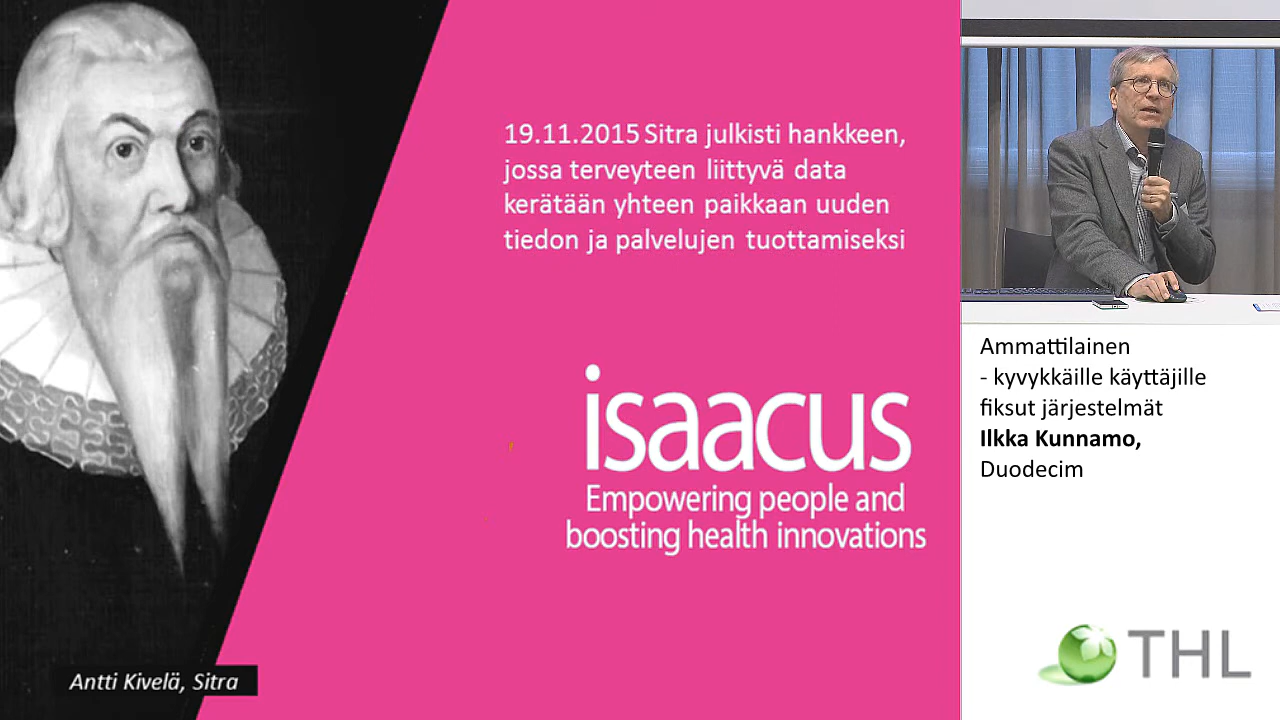 19.11.2015 Sitra julkisti hankkeen,
jossa terveyteen liittyvä data
kerätään yhteen paikkaan uuden
tiedon ja palvelujen tuottamiseksi
isaacus
Empowering people and
boosting health innovations
Antti Kivelä, Sitra
Ammattilainen
- kyvykkäille käyttäjille
fiksut järjestelmät
Ilkka Kunnamo,
Duodecim
THL